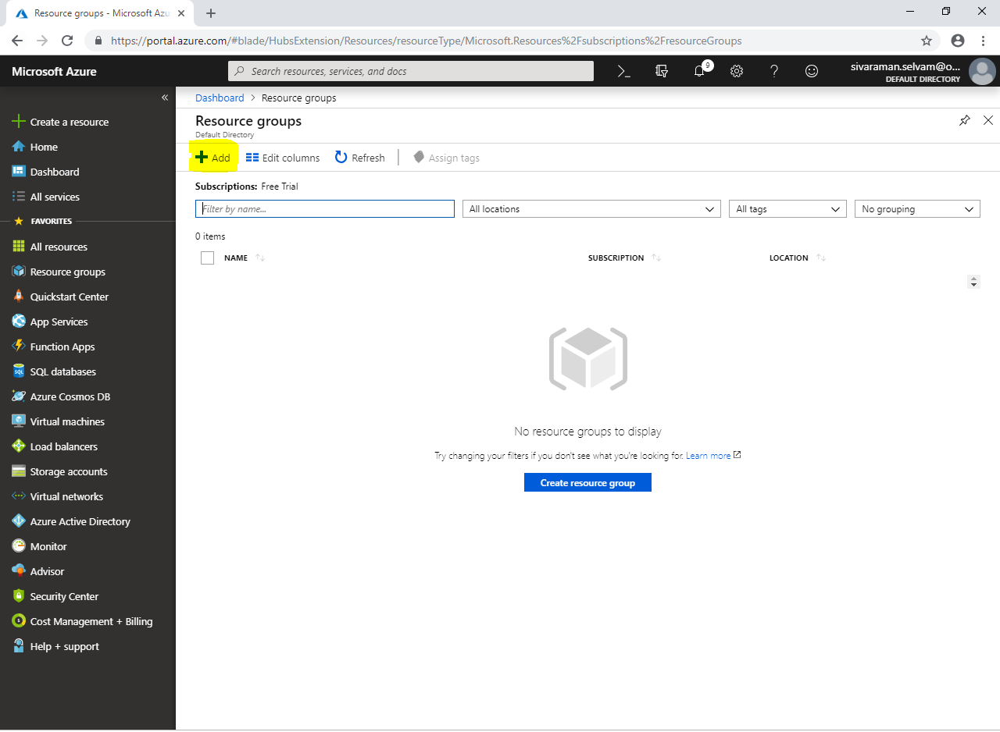 Resource groups - Microsoft Azu
https://portal.azure.com/#blade/HubsExtension/Resources/resourceType/Microsoft.Resources%2Fsubscriptions%2FresourceGroups
Microsoft Azure
Search resources, services, and docs
9
sivaraman.selvam@o...
DEFAULT DIRECTORY
Create a resource
Home
Dashboard
All services
FAVORITES
All resources
Resource groups
Quickstart Center
App Services
Function Apps
SQL
SQL databases
Azure Cosmos DB
Virtual machines
Load balancers
Storage accounts
Virtual networks
Azure Active Directory
Monitor
Advisor
Security Center
Cost Management + Billing
Help + support
Dashboard > Resource groups
Resource groups
Default Directory
Add Edit columns Refresh Assign tags
Subscriptions: Free Trial
Filter by name... All locations All tags No grouping
0 items
NAME SUBSCRIPTION LOCATION
No resource groups to display
Try changing your filters if you don't see what you're looking for. Learn more
Create resource group